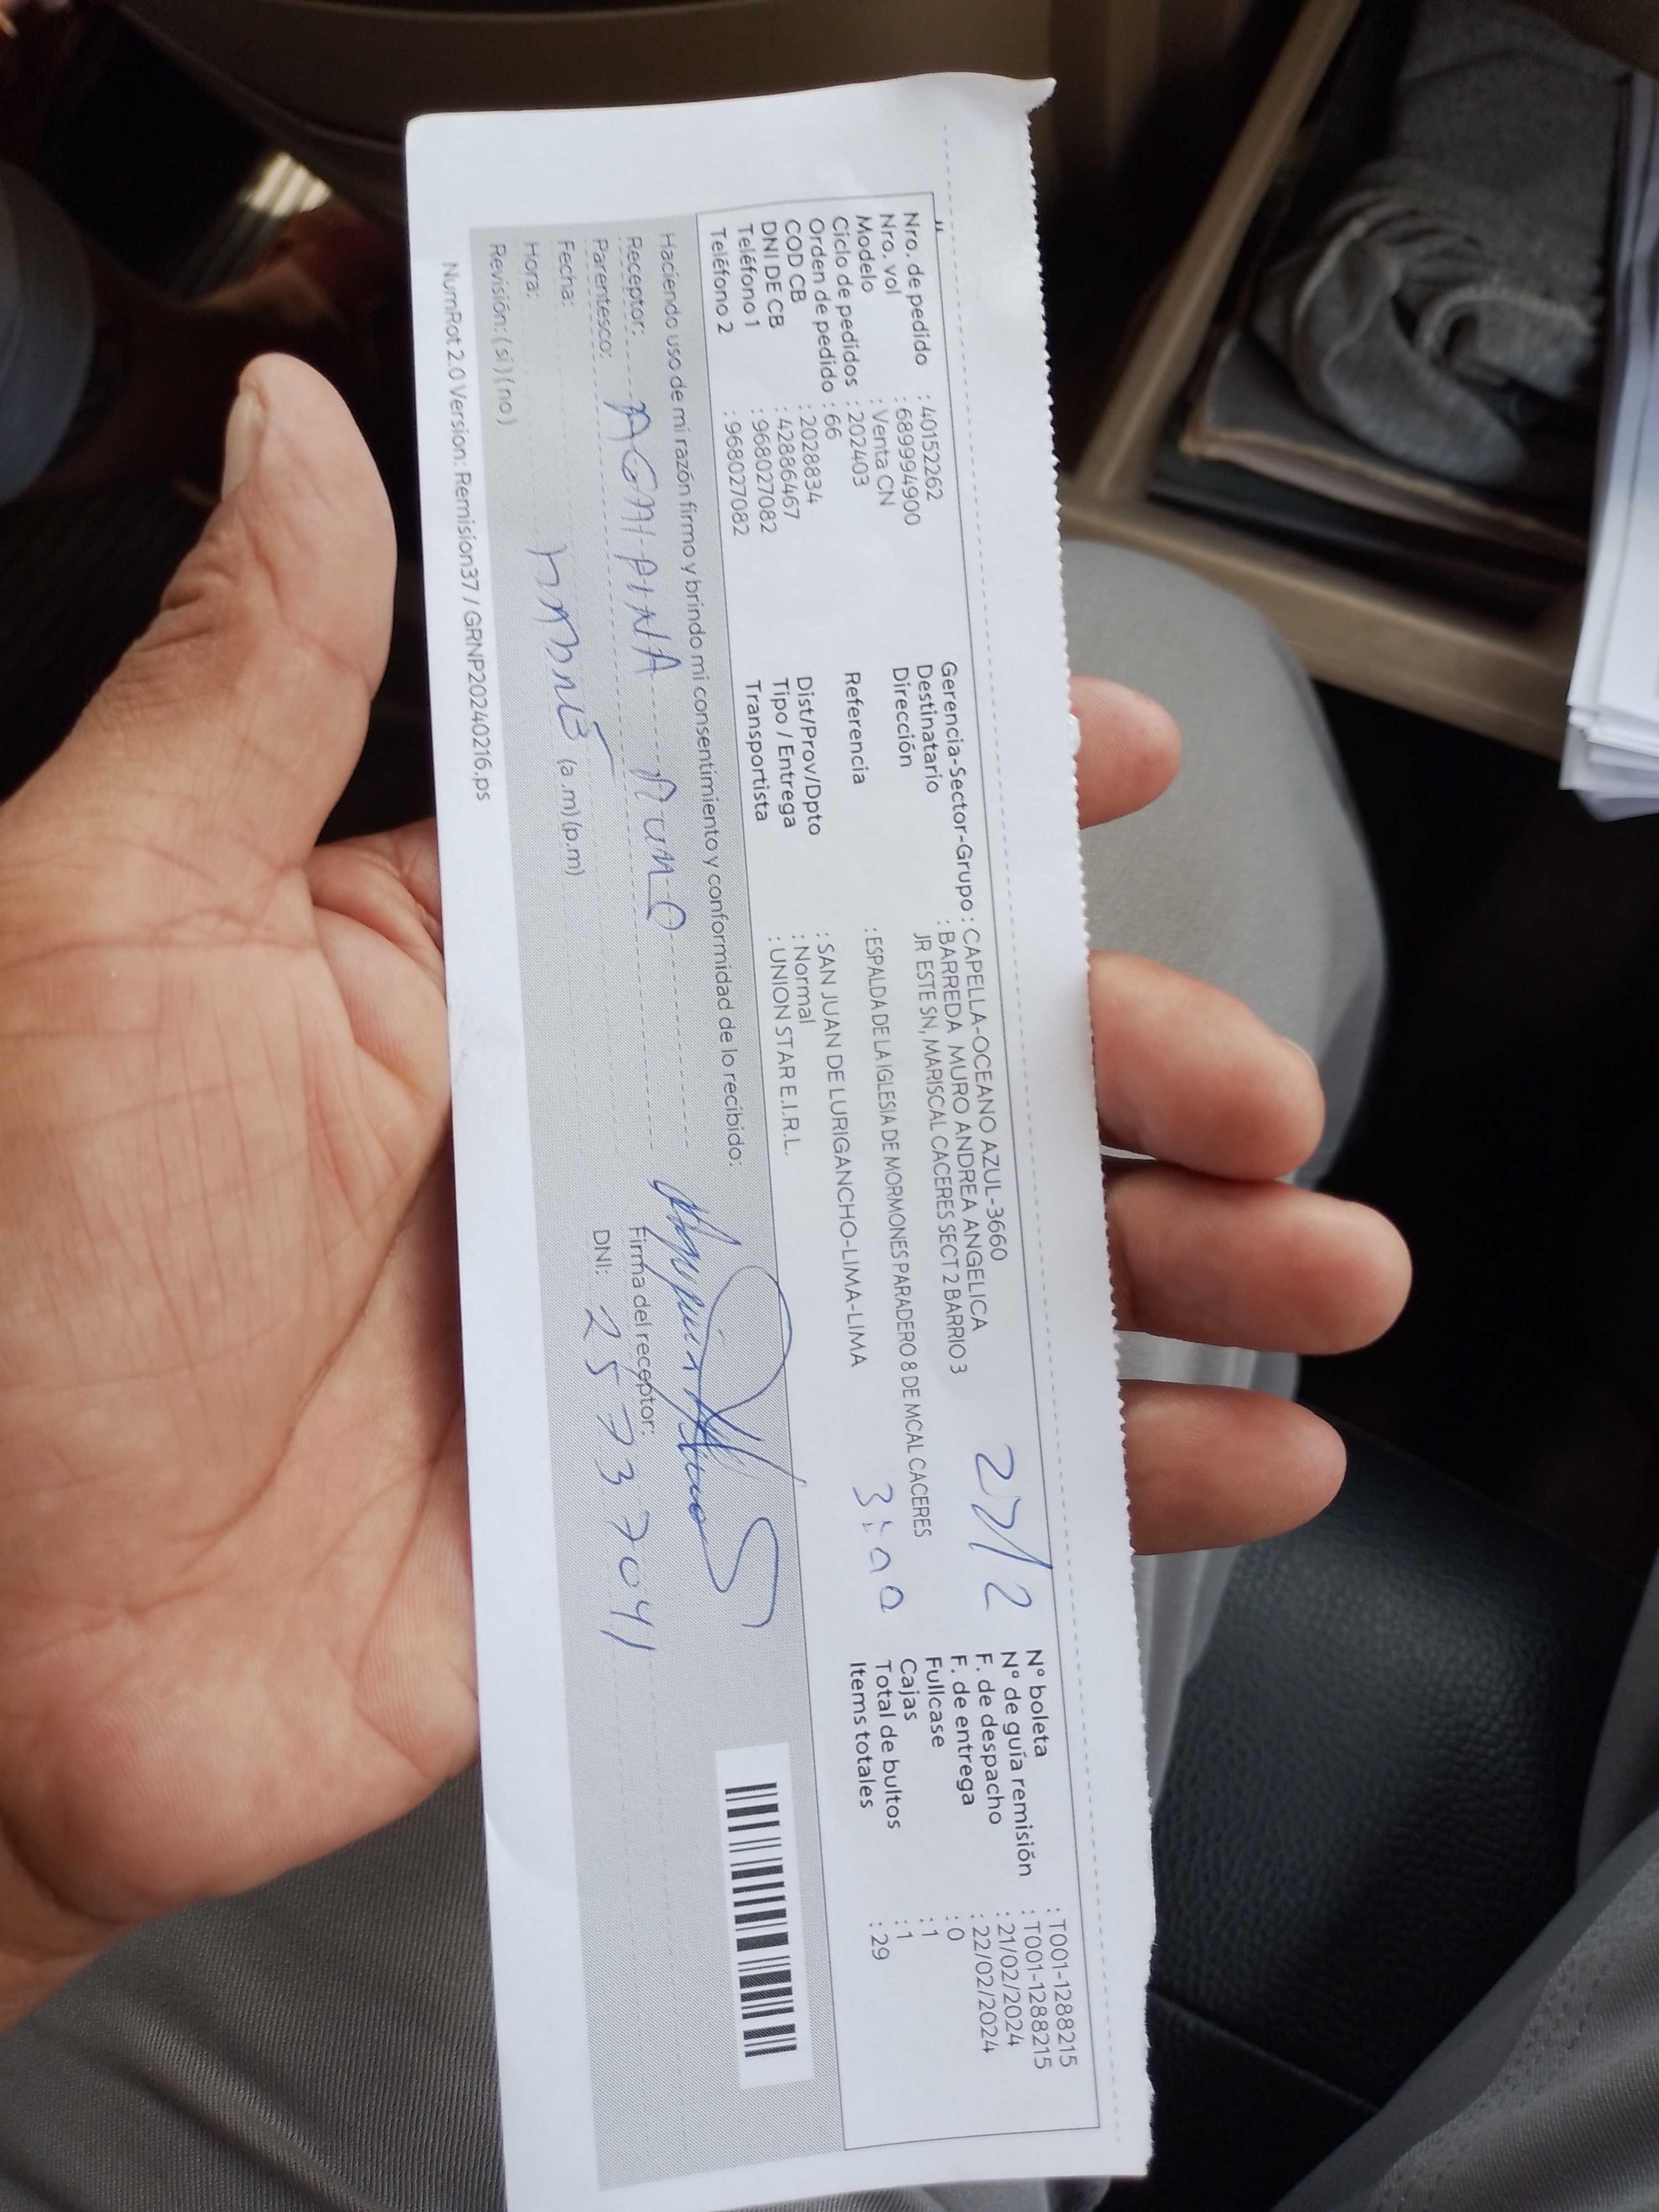 Nro. de pedido : 40152262
Nro. vol : 689994900
Modelo : Venta CN
Ciclo de pedidos : 202403
Orden de pedido : 66
COD CB : 2028834
DNI DE CB : 42886467
Teléfono 1 : 968027082
Teléfono 2 : 968027082
Gerencia-Sector-Grupo : CAPELLA-OCEANO AZUL-3660
Destinatario : BARREDA MURO ANDREA ANGELICA
Dirección JR ESTE SN, MARISCAL CACERES SECT 2 BARRIO 3
Referencia : ESPALDA DE LA IGLESIA DE MORMONES PARADERO 8 DE MCAL CACERES
Dist/Prov/Dpto : SAN JUAN DE LURIGANCHO-LIMA-LIMA
Tipo / Entrega : Normal
Transportista : UNION STAR E.I.R.L.
22/2
N° boleta : T001-1288215
N° de guía remisión : T001-1288215
F. de despacho : 21/02/2024
F. de entrega : 22/02/2024
Fullcase : 0
Cajas : 1
Total de bultos : 1
Items totales : 29
Haciendo uso de mi razón firmo y brindo mi consentimiento y conformidad de lo recibido:
Receptor:
Parentesco:
Fecha:
Hora: (a.m)(p.m)
Revisión: ( si ) ( no )
Firma del receptor:
DNI: 25737041
NumRot 2.0 Version: Remision37 / GRNP20240216.ps